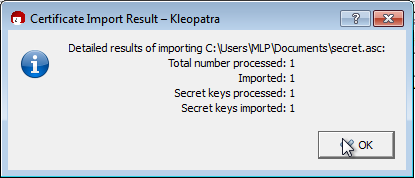 Certificate Import Result – Kleopatra
Detailed results of importing C:\Users\MLP\Documents\secret.asc:
Total number processed: 1
Imported: 1
Secret keys processed: 1
Secret keys imported: 1
OK